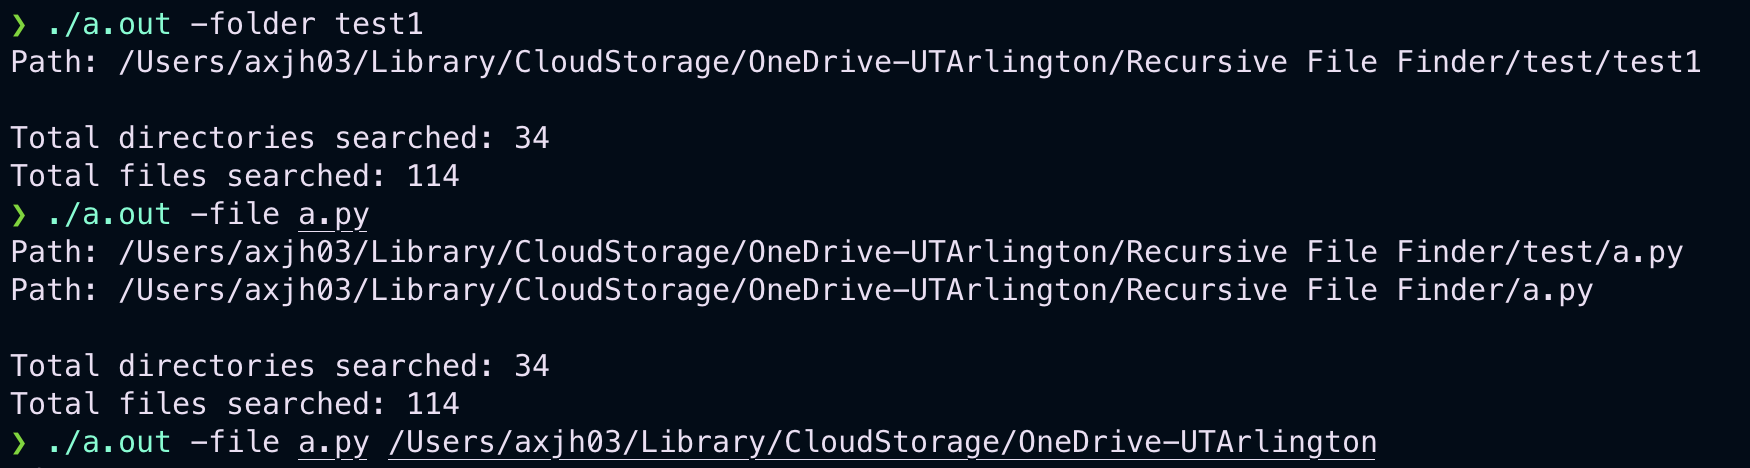 ❯ ./a.out -folder test1
Path: /Users/axjh03/Library/CloudStorage/OneDrive-UTArlington/Recursive File Finder/test/test1
Total directories searched: 34
Total files searched: 114
❯ ./a.out -file a.py
Path: /Users/axjh03/Library/CloudStorage/OneDrive-UTArlington/Recursive File Finder/test/a.py
Path: /Users/axjh03/Library/CloudStorage/OneDrive-UTArlington/Recursive File Finder/a.py
Total directories searched: 34
Total files searched: 114
❯ ./a.out -file a.py /Users/axjh03/Library/CloudStorage/OneDrive-UTArlington